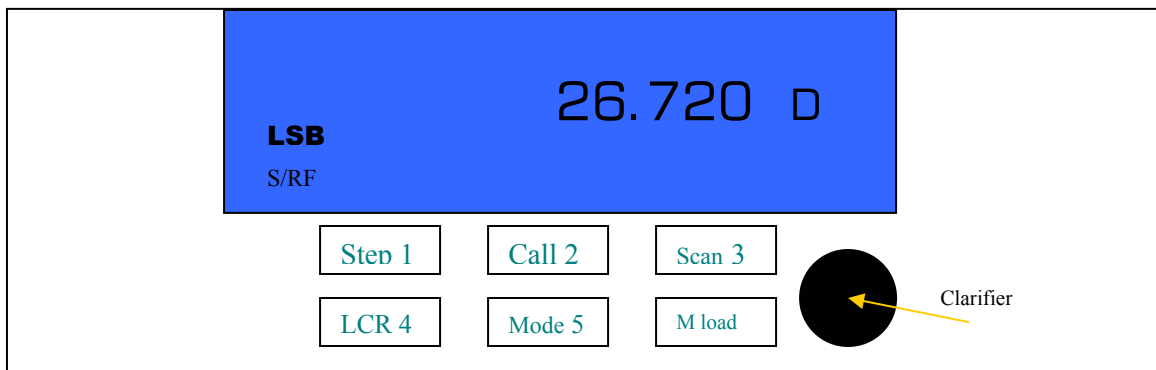 26.720 D
LSB
S/RF
Step 1 Call 2 Scan 3
Clarifier
LCR 4 Mode 5 M load